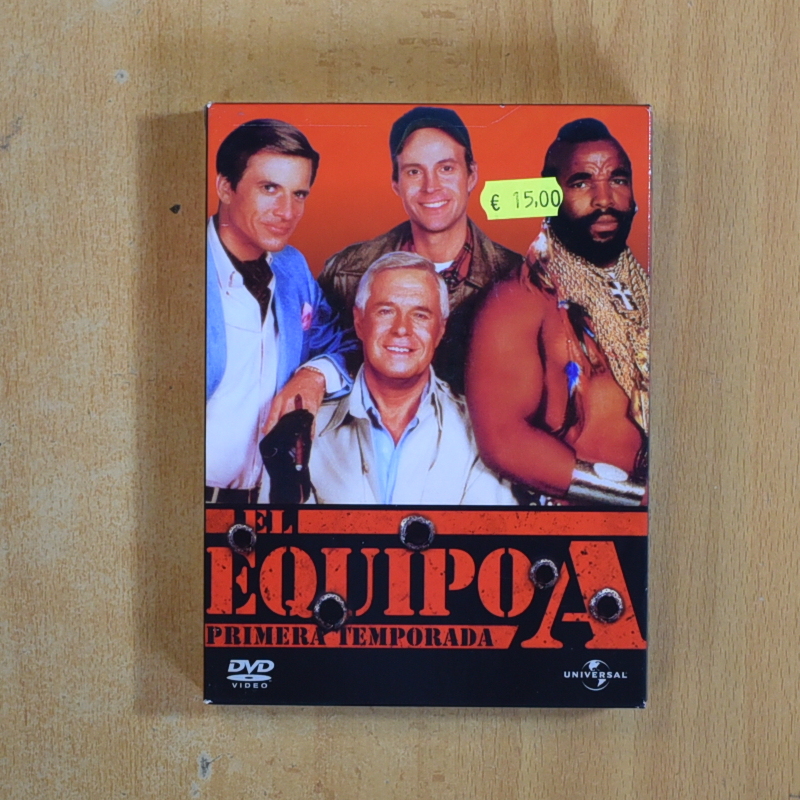 € 15,00
EL
EQUIPO A
PRIMERA TEMPORADA
DVD
VIDEO
UNIVERSAL